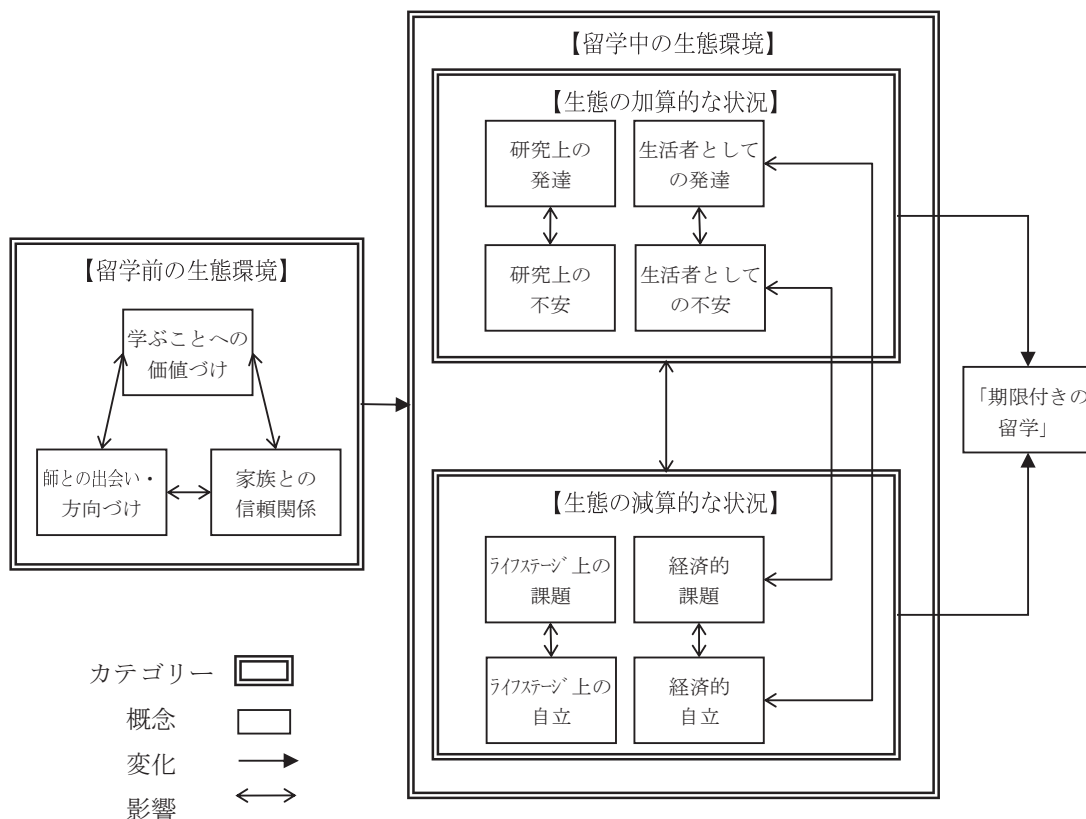 【留学中の生態環境】
【生態の加算的な状況】
研究上の
発達
生活者として
の発達
研究上の
不安
生活者として
の不安
【留学前の生態環境】
学ぶことへの
価値づけ
師との出会い・
方向づけ
家族との
信頼関係
「期限付きの
留学」
【生態の減算的な状況】
ライフステージ上の
課題
経済的
課題
ライフステージ上の
自立
経済的
自立
カテゴリー
概念
変化
影響